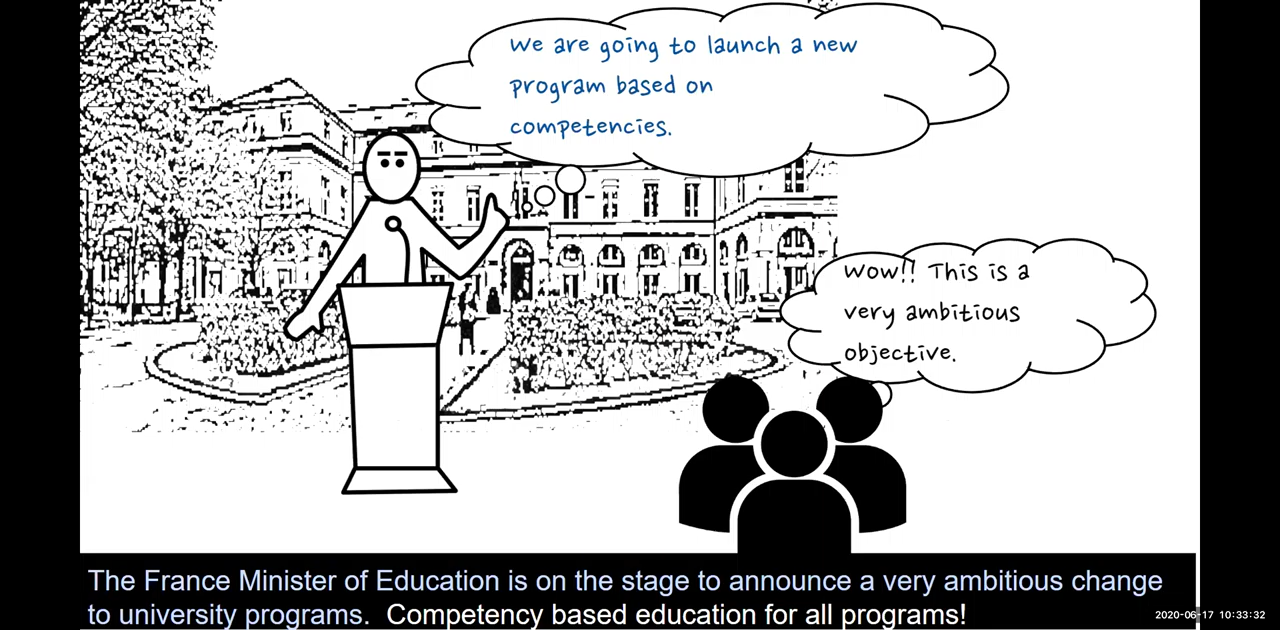 We are going to launch a new
program based on
competencies.
Wow!! This is a
very ambitious
objective.
The France Minister of Education is on the stage to announce a very ambitious change
to university programs. Competency based education for all programs!
2020-06-17 10:33:32